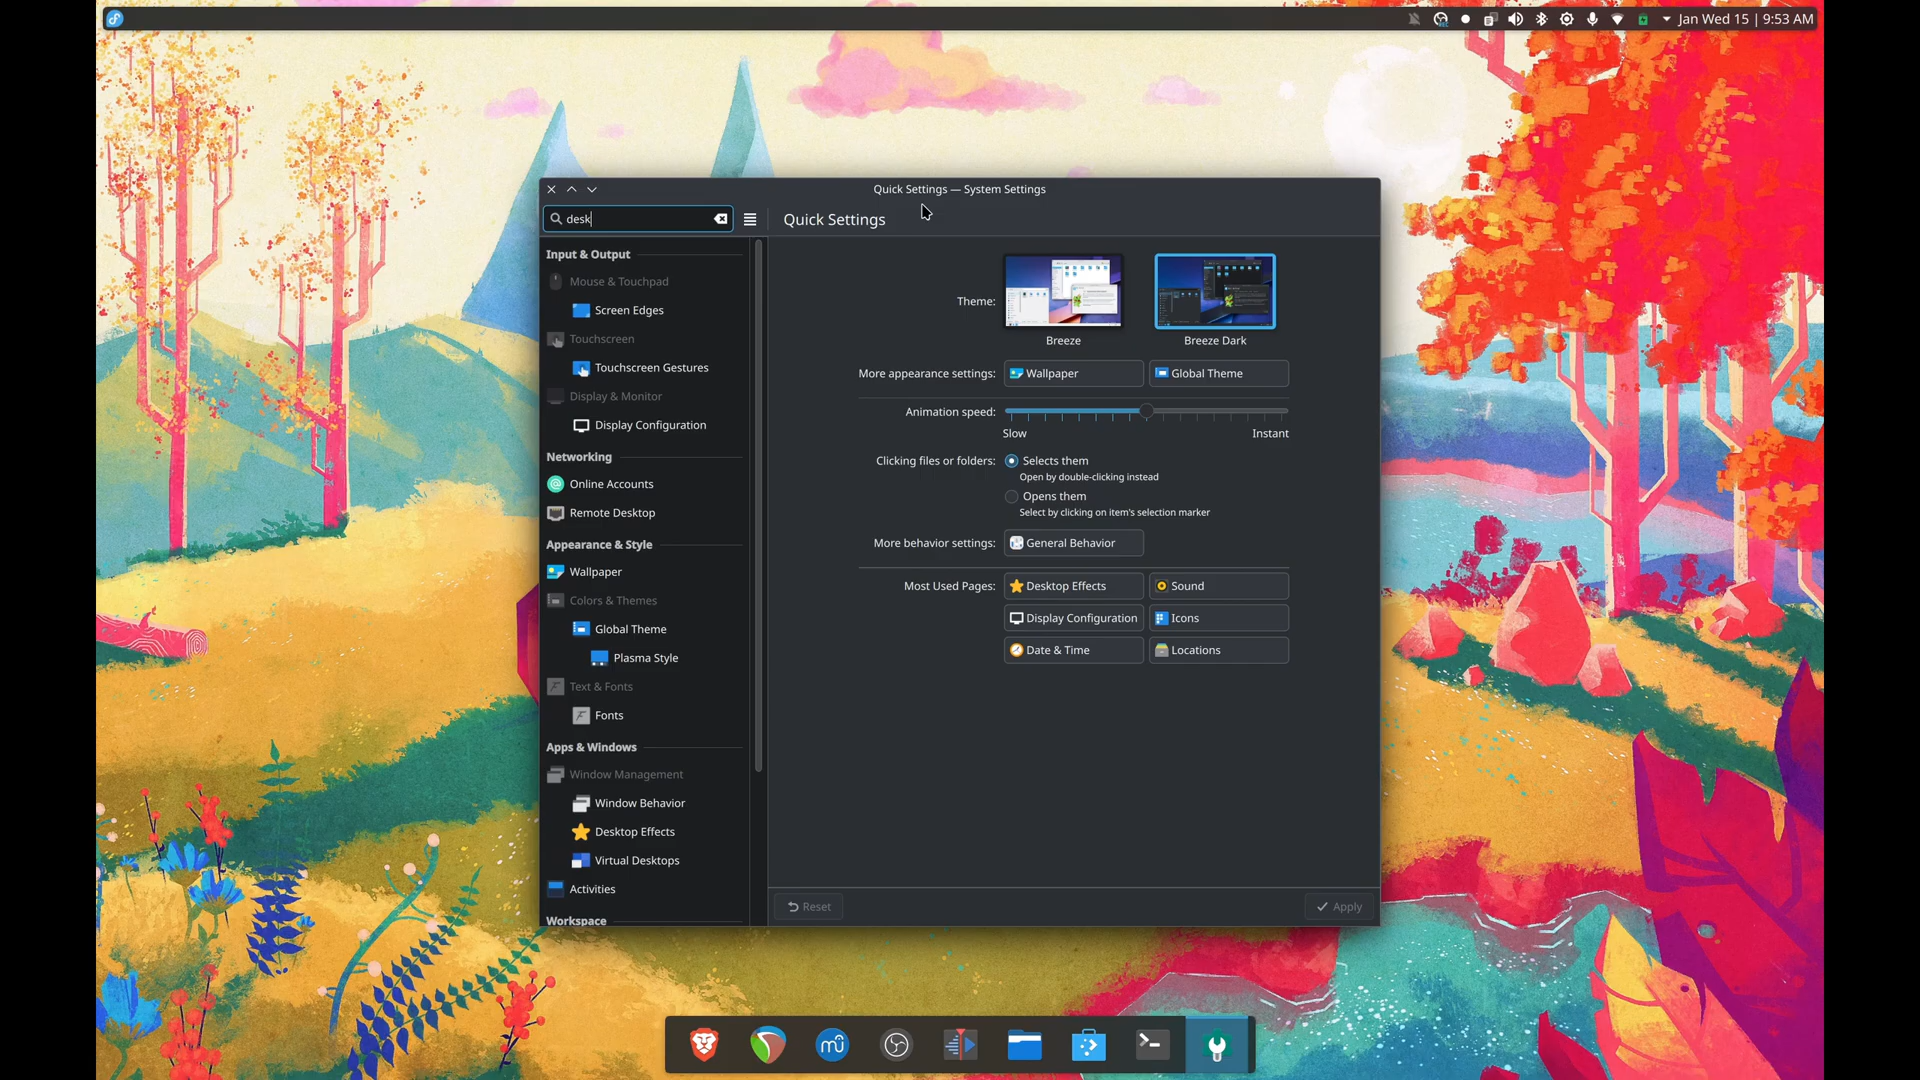 Jan Wed 15 | 9:53 AM
Quick Settings — System Settings
desk
Quick Settings
Input & Output
Mouse & Touchpad
Screen Edges
Touchscreen
Touchscreen Gestures
Display & Monitor
Display Configuration
Networking
Online Accounts
Remote Desktop
Appearance & Style
Wallpaper
Colors & Themes
Global Theme
Plasma Style
Text & Fonts
Fonts
Apps & Windows
Window Management
Window Behavior
Desktop Effects
Virtual Desktops
Activities
Workspace
Theme:
Breeze
Breeze Dark
More appearance settings:
Wallpaper
Global Theme
Animation speed:
Slow
Instant
Clicking files or folders:
Selects them
Open by double-clicking instead
Opens them
Select by clicking on item's selection marker
More behavior settings:
General Behavior
Most Used Pages:
Desktop Effects
Sound
Display Configuration
Icons
Date & Time
Locations
Reset
Apply
mü